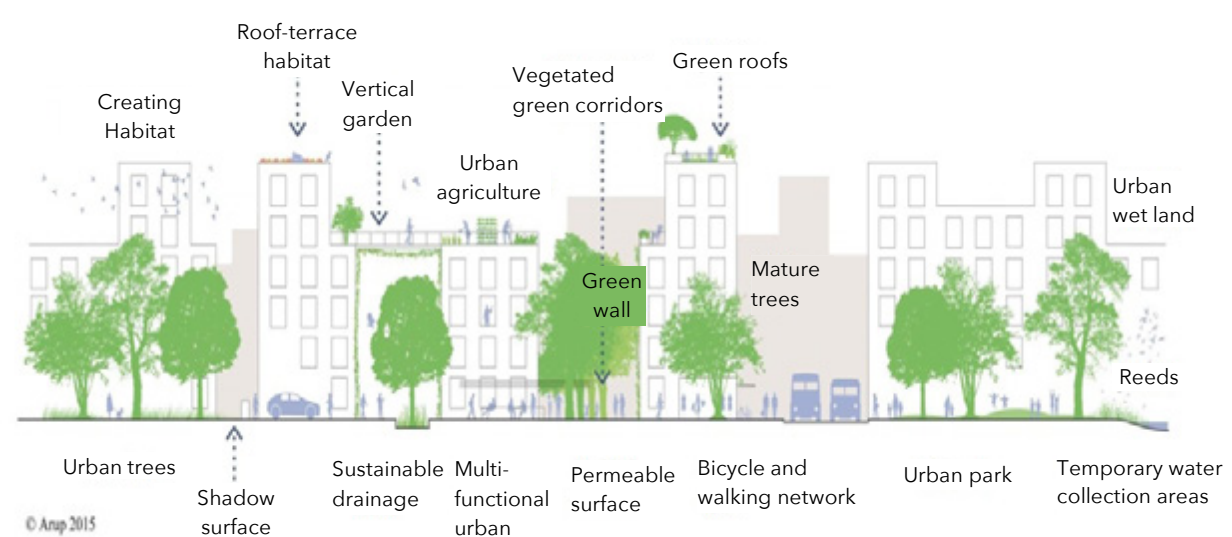 Roof-terrace
habitat
Creating
Habitat
Vertical
garden
Urban
agriculture
Vegetated
green corridors
Green roofs
Urban
wet land
Green
wall
Mature
trees
Reeds
Urban trees
Shadow
surface
Sustainable
drainage
Multi-
functional
urban
Permeable
surface
Bicycle and
walking network
Urban park
Temporary water
collection areas
© Arup 2015